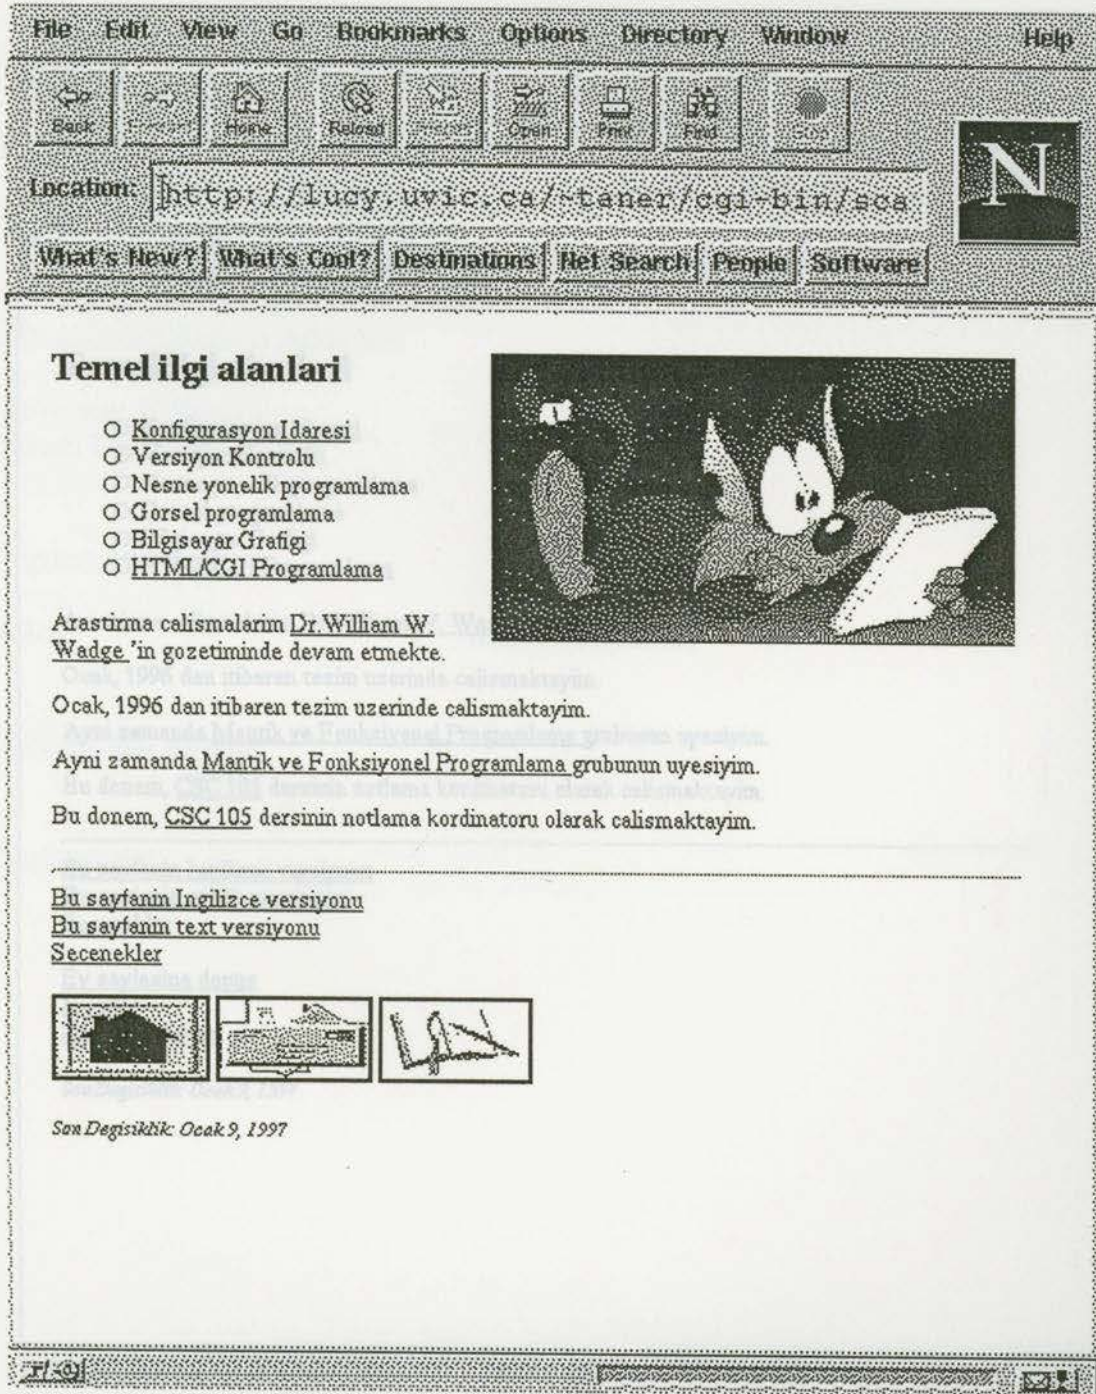 File Edit View Go Bookmarks Options Directory Window Help
Back Forward Home Reload Images Open Print Find Stop
Location: http://lucy.uvic.ca/~taner/cgi-bin/sca
N
What's New? What's Cool? Destinations Net Search People Software
Temel ilgi alanlari
Konfigurasyon Idaresi
Versiyon Kontrolu
Nesne yonelik programlama
Gorsel programlama
Bilgisayar Grafigi
HTML/CGI Programlama
Arastirma calismalarim Dr. William W.
Wadge 'in gozetiminde devam etmekte.
Ocak, 1996 dan itibaren tezim uzerinde calismaktayim.
Ayni zamanda Mantik ve Fonksiyonel Programlama grubunun uyesiyim.
Bu donem, CSC 105 dersinin notlama kordinatoru olarak calismaktayim.
Bu sayfanin Ingilizce versiyonu
Bu sayfanin text versiyonu
Secenekler
Son Degisiklik: Ocak 9, 1997